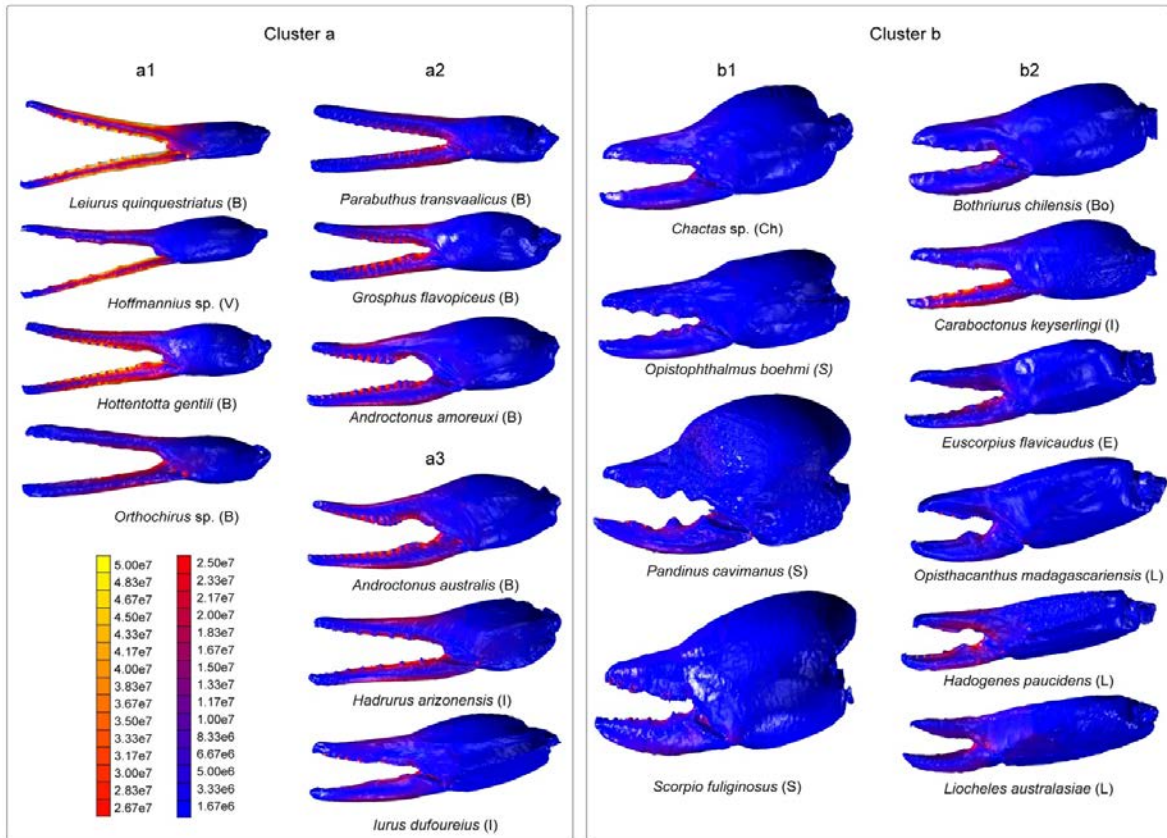 Cluster a
a1
a2
Leiurus quinquestriatus (B)
Hoffmannius sp. (V)
Hottentotta gentili (B)
Orthochirus sp. (B)
Parabuthus transvaalicus (B)
Grosphus flavopiceus (B)
Androctonus amoreuxi (B)
a3
Androctonus australis (B)
Hadrurus arizonensis (I)
Iurus dufoureius (I)
5.00e7
4.83e7
4.67e7
4.50e7
4.33e7
4.17e7
4.00e7
3.83e7
3.67e7
3.50e7
3.33e7
3.17e7
3.00e7
2.83e7
2.67e7
2.50e7
2.33e7
2.17e7
2.00e7
1.83e7
1.67e7
1.50e7
1.33e7
1.17e7
1.00e7
8.33e6
6.67e6
5.00e6
3.33e6
1.67e6
Cluster b
b1
b2
Chactas sp. (Ch)
Opistophthalmus boehmi (S)
Pandinus cavimanus (S)
Scorpio fuliginosus (S)
Bothriurus chilensis (Bo)
Caraboctonus keyserlingi (I)
Euscorpius flavicaudus (E)
Opisthacanthus madagascariensis (L)
Hadogenes paucidens (L)
Liocheles australasiae (L)